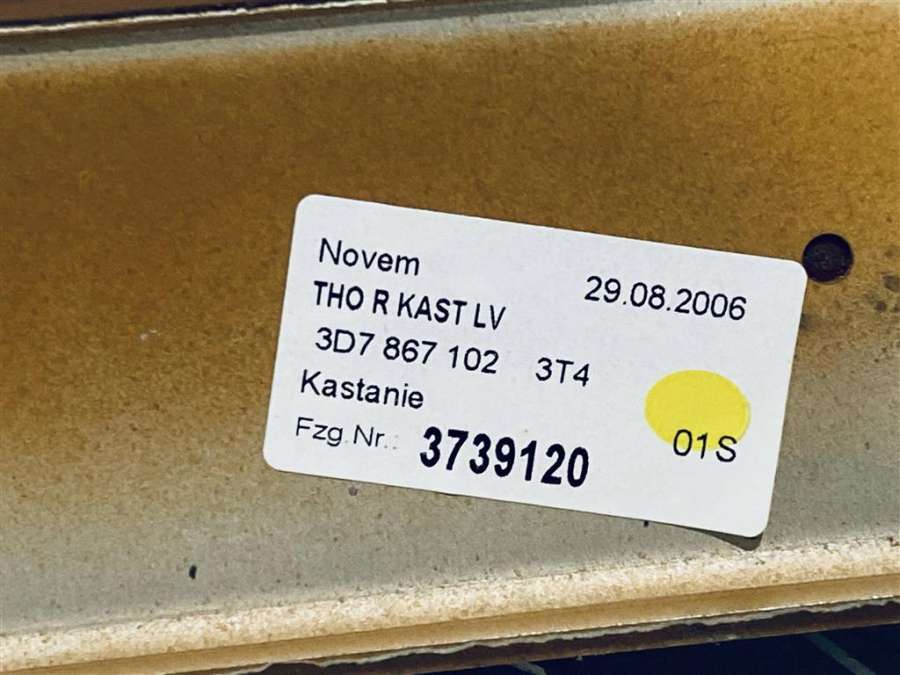 Novem 29.08.2006
THO R KAST LV
3D7 867 102 3T4
Kastanie
Fzg.Nr.: 3739120 01S